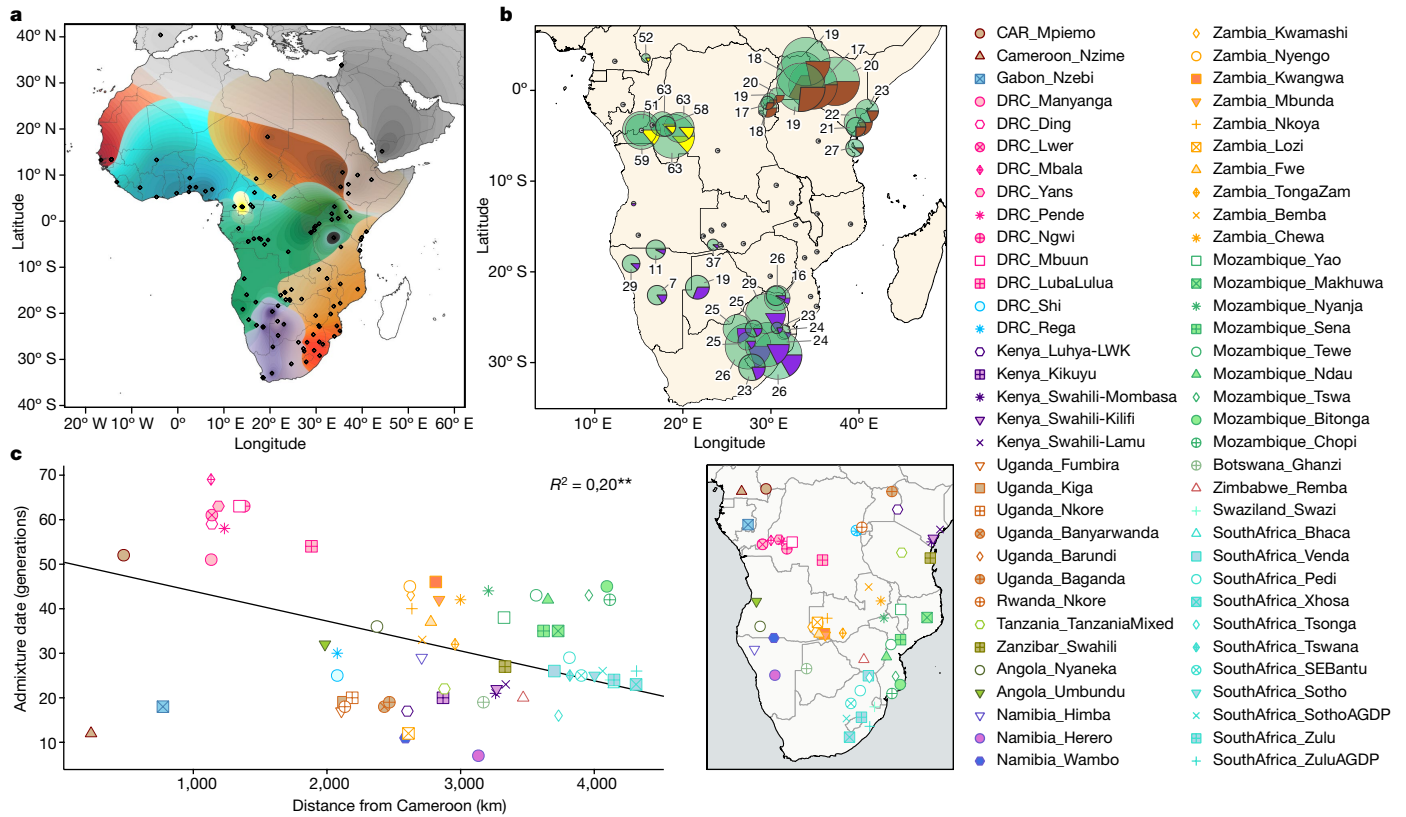 a
40° N
30° N
20° N
10° N
0°
10° S
20° S
30° S
40° S
Latitude
20° W 10° W 0° 10° E 20° E 30° E 40° E 50° E 60° E
Longitude
b
0°
10° S
20° S
30° S
Latitude
10° E 20° E 30° E 40° E
Longitude
52
19
17
18
20
63
20
51
63
58
19
23
17
22
18
19
21
59
63
27
37
26
11
7
19
29
16
29
25
23
24
25
24
26
23
26
c
70
60
50
40
30
20
10
Admixture date (generations)
R² = 0,20**
1,000 2,000 3,000 4,000
Distance from Cameroon (km)
CAR_Mpiemo
Cameroon_Nzime
Gabon_Nzebi
DRC_Manyanga
DRC_Ding
DRC_Lwer
DRC_Mbala
DRC_Yans
DRC_Pende
DRC_Ngwi
DRC_Mbuun
DRC_LubaLulua
DRC_Shi
DRC_Rega
Kenya_Luhya-LWK
Kenya_Kikuyu
Kenya_Swahili-Mombasa
Kenya_Swahili-Kilifi
Kenya_Swahili-Lamu
Uganda_Fumbira
Uganda_Kiga
Uganda_Nkore
Uganda_Banyarwanda
Uganda_Barundi
Uganda_Baganda
Rwanda_Nkore
Tanzania_TanzaniaMixed
Zanzibar_Swahili
Angola_Nyaneka
Angola_Umbundu
Namibia_Himba
Namibia_Herero
Namibia_Wambo
Zambia_Kwamashi
Zambia_Nyengo
Zambia_Kwangwa
Zambia_Mbunda
Zambia_Nkoya
Zambia_Lozi
Zambia_Fwe
Zambia_TongaZam
Zambia_Bemba
Zambia_Chewa
Mozambique_Yao
Mozambique_Makhuwa
Mozambique_Nyanja
Mozambique_Sena
Mozambique_Tewe
Mozambique_Ndau
Mozambique_Tswa
Mozambique_Bitonga
Mozambique_Chopi
Botswana_Ghanzi
Zimbabwe_Remba
Swaziland_Swazi
SouthAfrica_Bhaca
SouthAfrica_Venda
SouthAfrica_Pedi
SouthAfrica_Xhosa
SouthAfrica_Tsonga
SouthAfrica_Tswana
SouthAfrica_SEBantu
SouthAfrica_Sotho
SouthAfrica_SothoAGDP
SouthAfrica_Zulu
SouthAfrica_ZuluAGDP